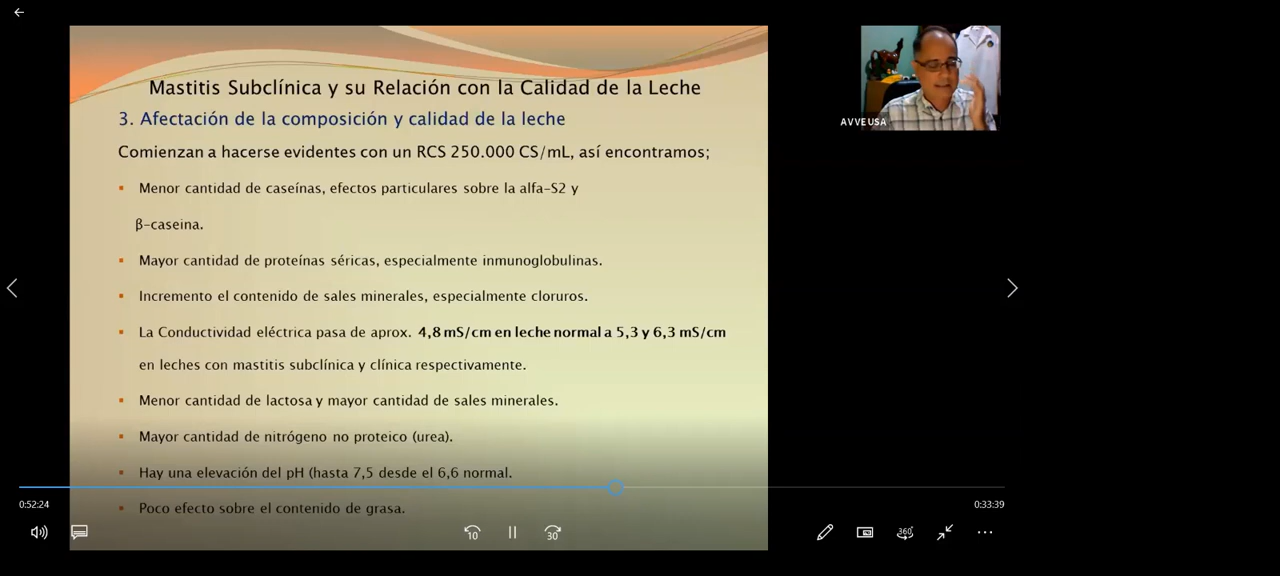 Mastitis Subclínica y su Relación con la Calidad de la Leche
3. Afectación de la composición y calidad de la leche
Comienzan a hacerse evidentes con un RCS 250.000 CS/mL, así encontramos;
▪ Menor cantidad de caseínas, efectos particulares sobre la alfa-S2 y
β-caseina.
▪ Mayor cantidad de proteínas séricas, especialmente inmunoglobulinas.
▪ Incremento el contenido de sales minerales, especialmente cloruros.
▪ La Conductividad eléctrica pasa de aprox. 4,8 mS/cm en leche normal a 5,3 y 6,3 mS/cm
en leches con mastitis subclínica y clínica respectivamente.
▪ Menor cantidad de lactosa y mayor cantidad de sales minerales.
▪ Mayor cantidad de nitrógeno no proteico (urea).
▪ Hay una elevación del pH (hasta 7,5 desde el 6,6 normal.
▪ Poco efecto sobre el contenido de grasa.
AVVEUSA
0:52:24
0:33:39
10
30
360°